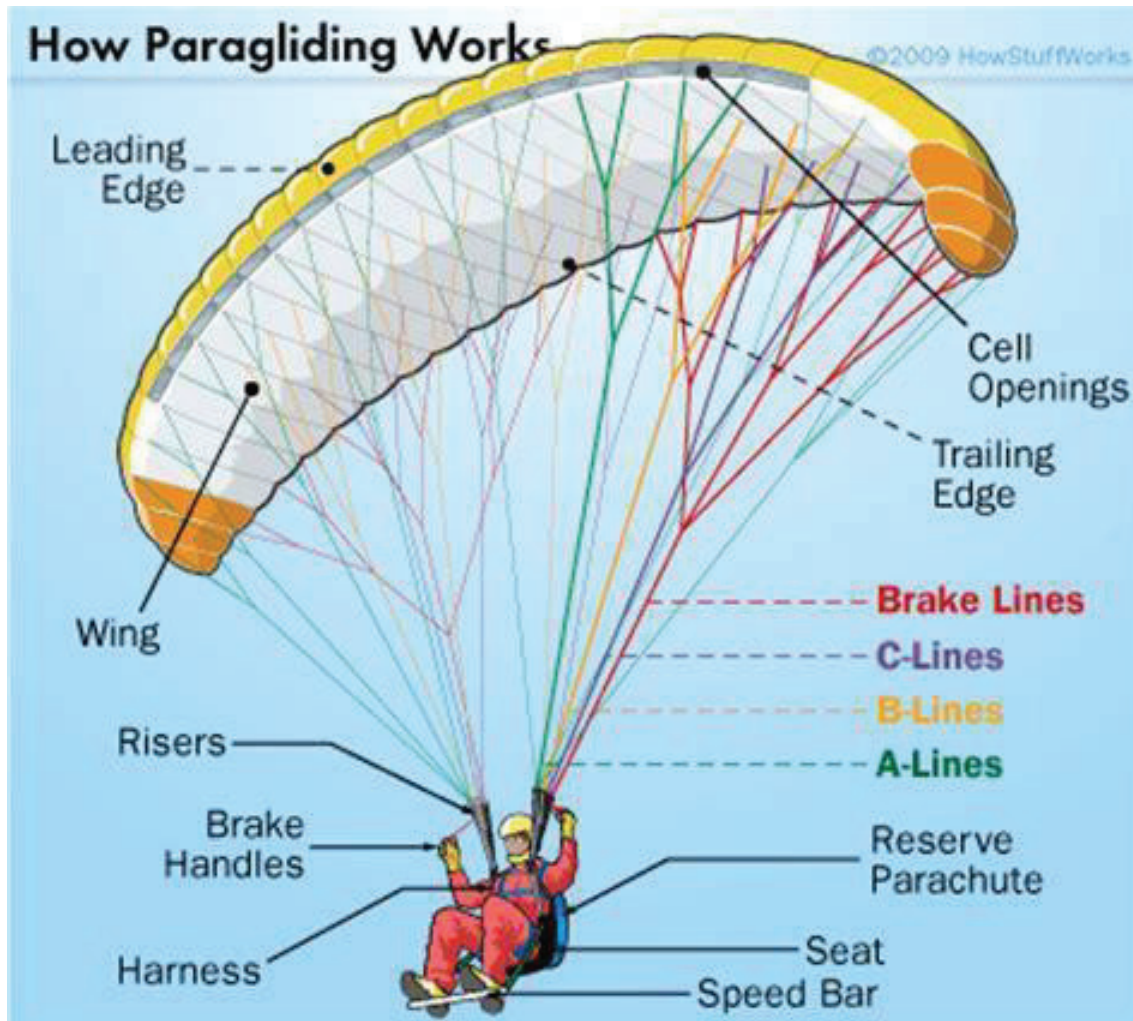 How Paragliding Works
©2009 HowStuffWorks
Leading
Edge
Cell
Openings
Trailing
Edge
Wing
Brake Lines
C-Lines
B-Lines
A-Lines
Risers
Brake
Handles
Reserve
Parachute
Harness
Seat
Speed Bar